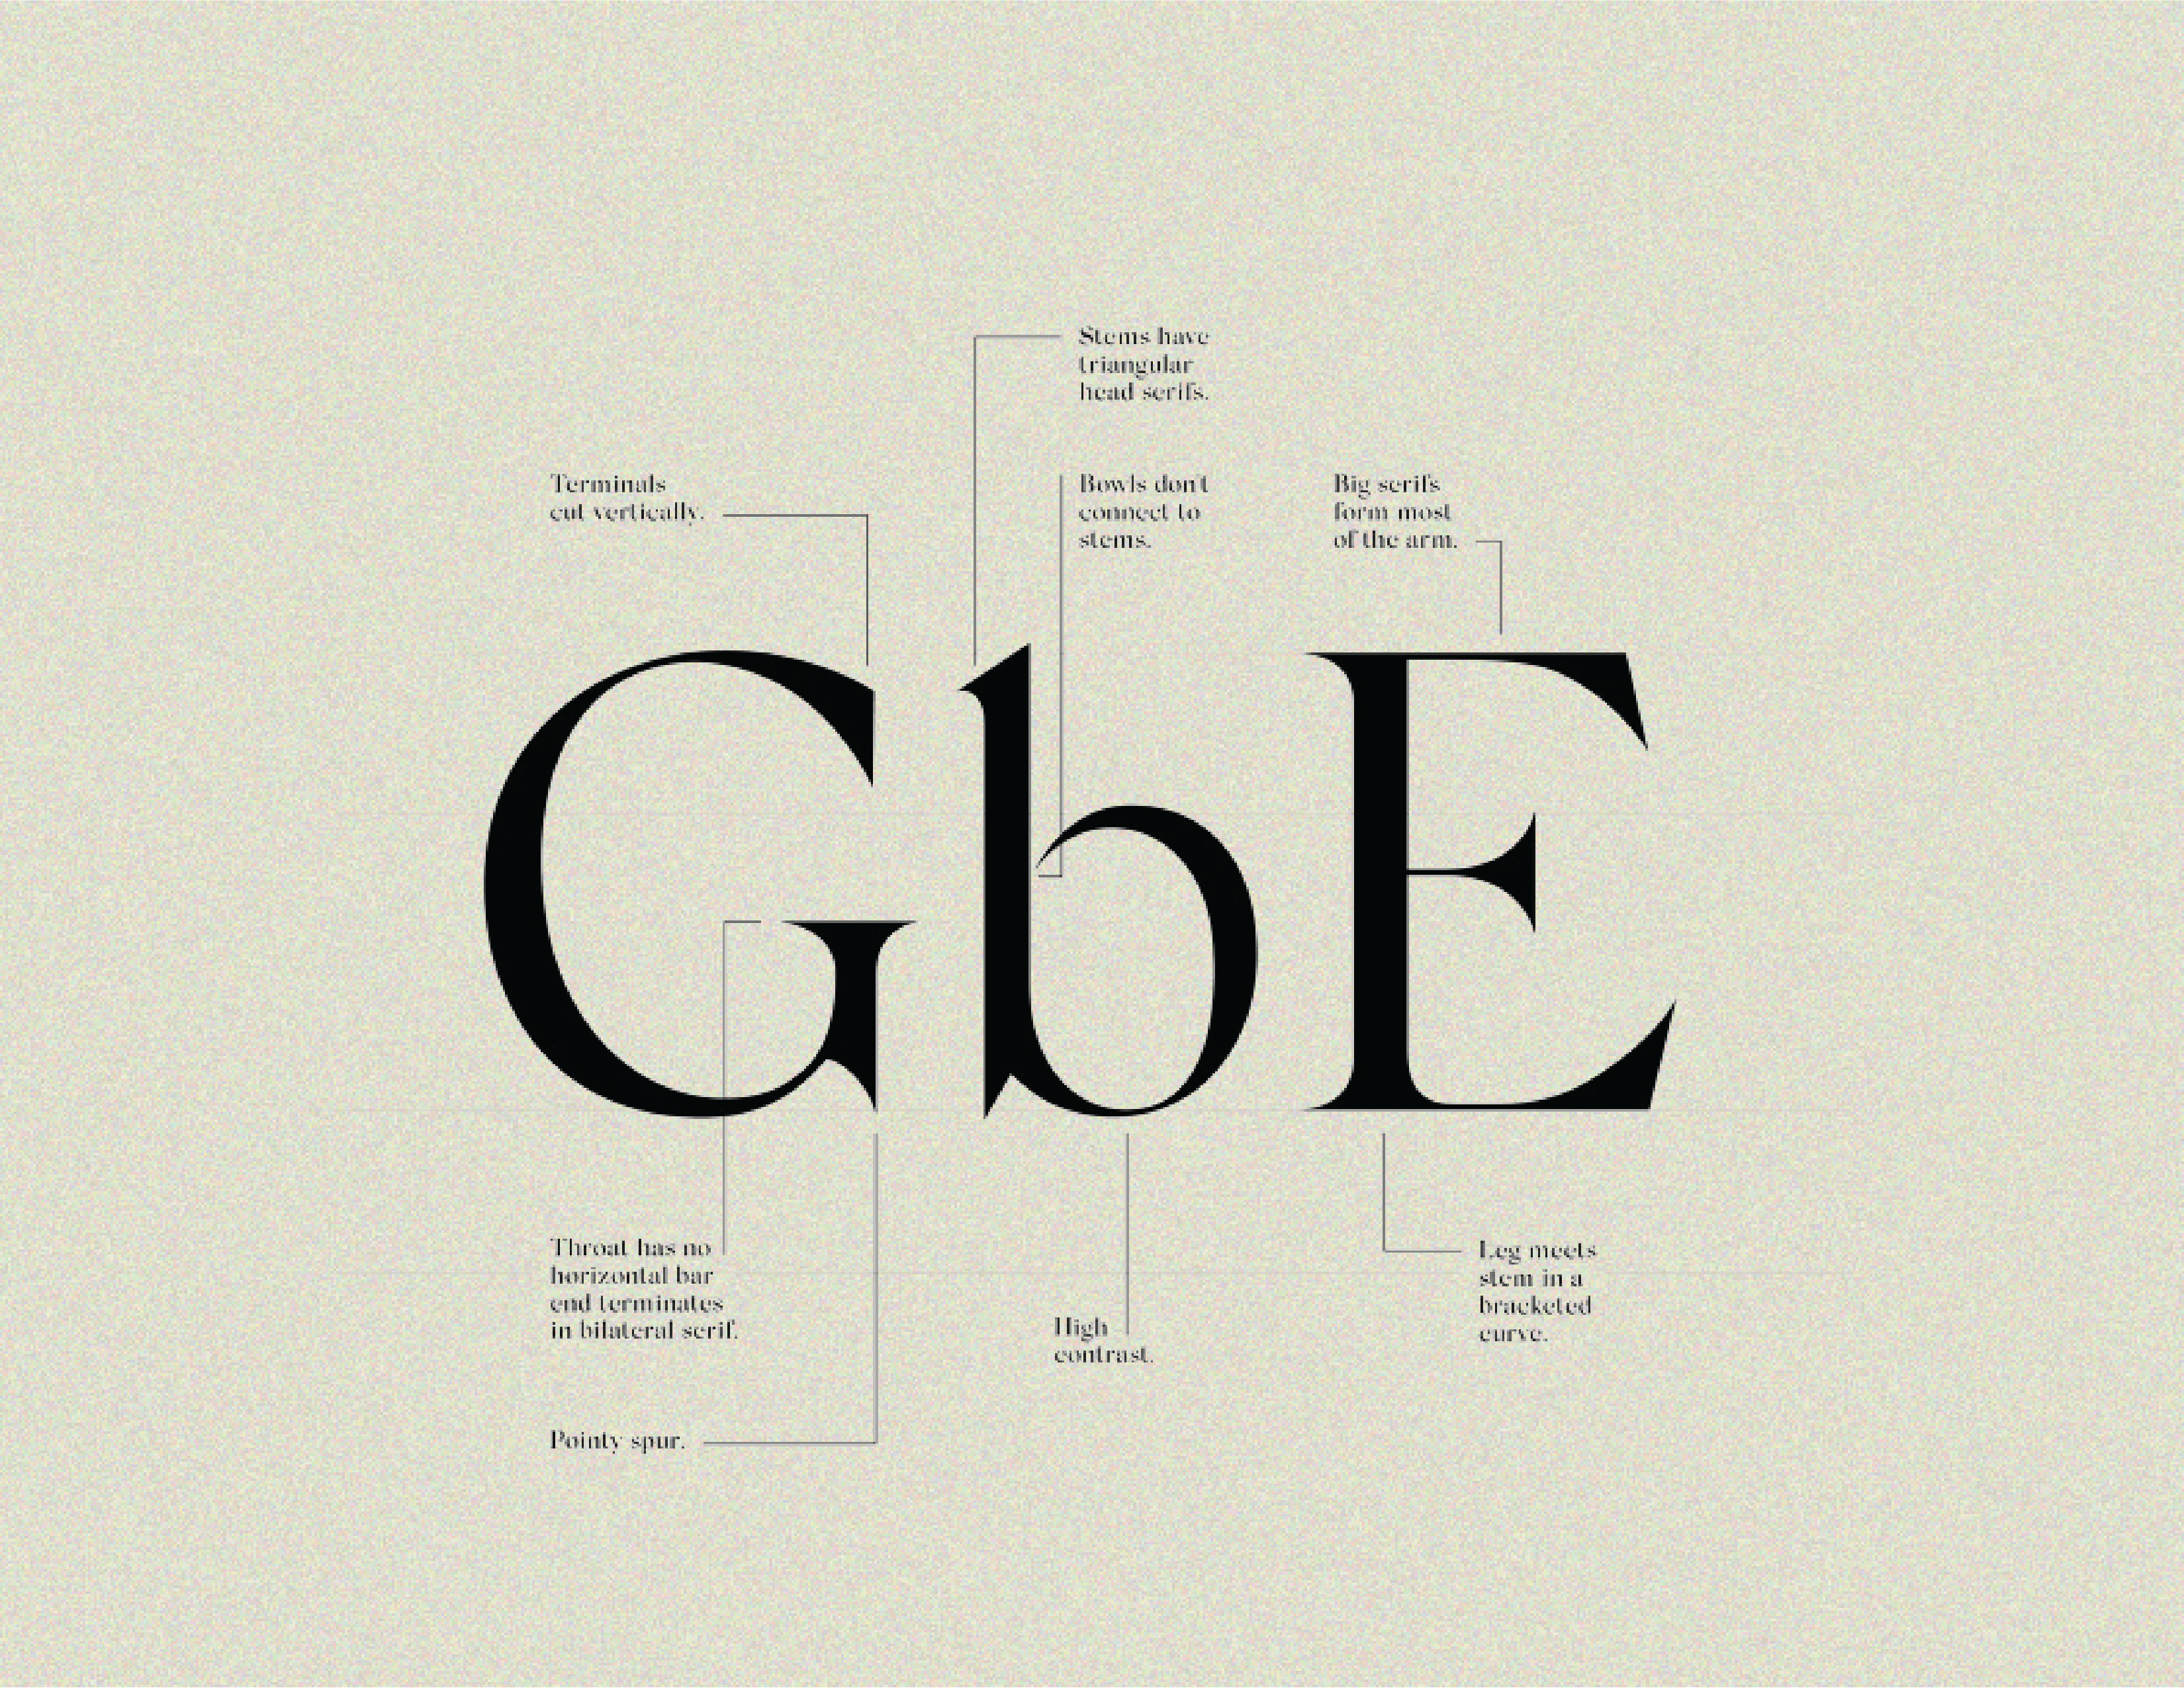 Stems have
triangular
head serifs.
Terminals
cut vertically.
Bowls don't
connect to
stems.
Big serifs
form most
of the arm.
GbE
Throat has no
horizontal bar
end terminates
in bilateral serif.
Leg meets
stem in a
bracketed
curve.
High
contrast.
Pointy spur.